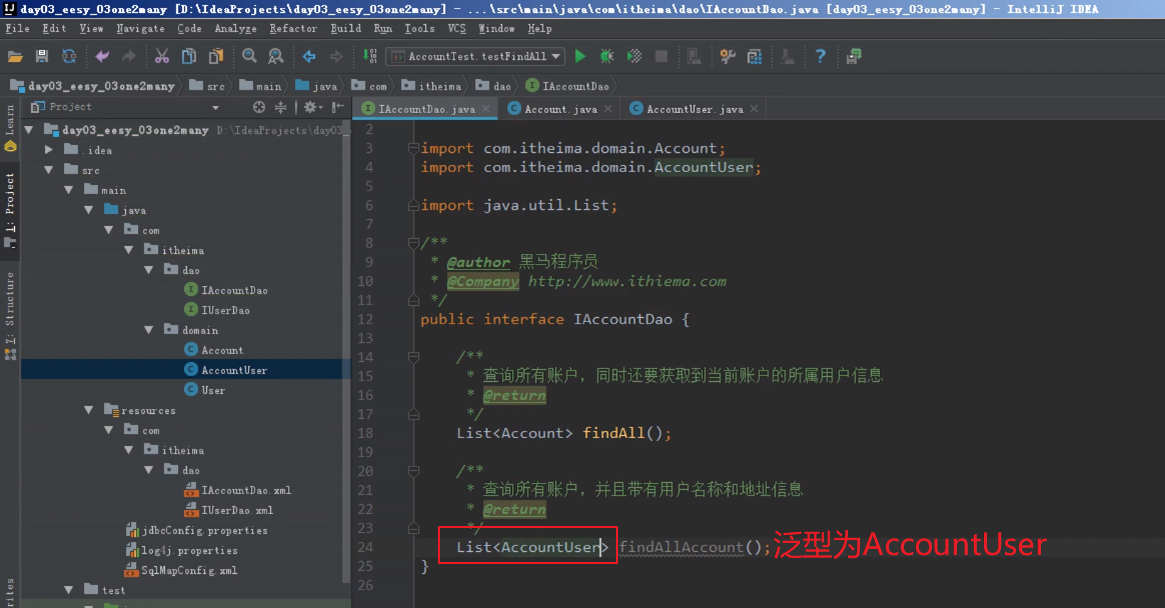 day03_eesy_03one2many [D:\IdeaProjects\day03_eesy_03one2many] - ...\src\main\java\com\itheima\dao\IAccountDao.java [day03_eesy_03one2many] - IntelliJ IDEA
File Edit View Navigate Code Analyze Refactor Build Run Tools VCS Window Help
AccountTest.testFindAll
day03_eesy_03one2many src main java com itheima dao IAccountDao
Project
IAccountDao.java Account.java AccountUser.java
Learn
1: Project
Z: Structure
day03_eesy_03one2many D:\IdeaProjects\day03_
.idea
src
main
java
com
itheima
dao
IAccountDao
IUserDao
domain
Account
AccountUser
User
resources
com
itheima
dao
IAccountDao.xml
IUserDao.xml
jdbcConfig.properties
log4j.properties
SqlMapConfig.xml
test
2
3 import com.itheima.domain.Account;
4 import com.itheima.domain.AccountUser;
5
6 import java.util.List;
7
8 /**
9 * @author 黑马程序员
10 * @Company http://www.ithiema.com
11 */
12 public interface IAccountDao {
13
14 /**
15 * 查询所有账户，同时还要获取到当前账户的所属用户信息
16 * @return
17 */
18 List<Account> findAll();
19
20 /**
21 * 查询所有账户，并且带有用户名称和地址信息
22 * @return
23 */
24 List<AccountUser> findAllAccount(); 泛型为AccountUser
25 }
26